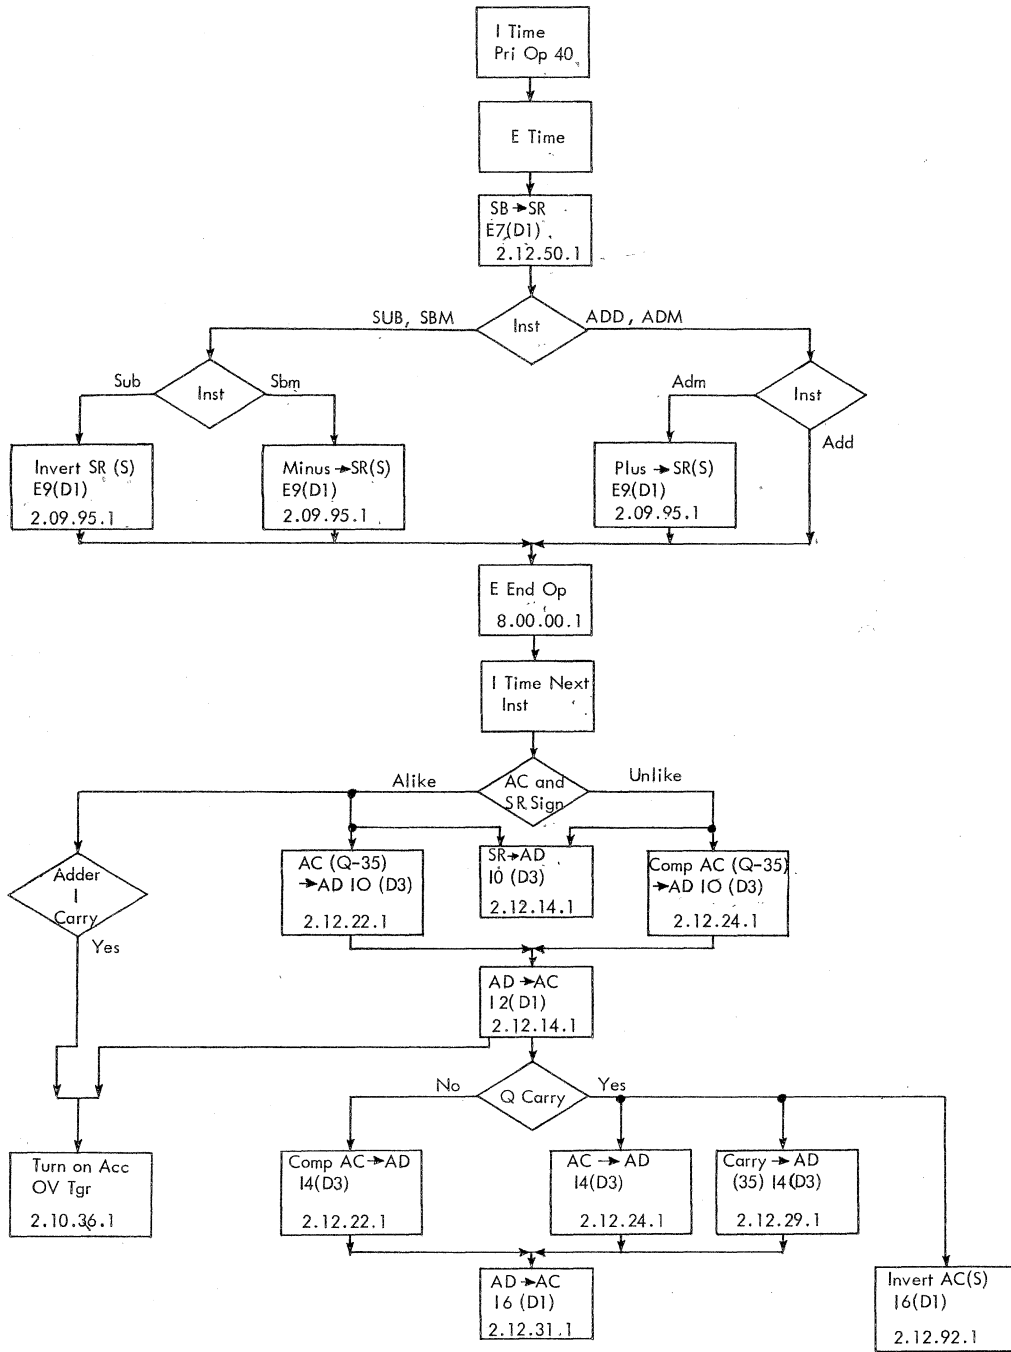 I Time
Pri Op 40
E Time
SB→SR
E7(D1)
2.12.50.1
SUB, SBM
Inst
ADD, ADM
Sub
Inst
Sbm
Adm
Inst
Add
Invert SR (S)
E9(D1)
2.09.95.1
Minus→SR(S)
E9(D1)
2.09.95.1
Plus→SR(S)
E9(D1)
2.09.95.1
E End Op
8.00.00.1
I Time Next
Inst
Alike
AC and
SR Sign
Unlike
Adder
I
Carry
Yes
AC (Q-35)
→AD IO (D3)
2.12.22.1
SR→AD
I0 (D3)
2.12.14.1
Comp AC (Q-35)
→AD IO (D3)
2.12.24.1
AD→AC
I2(D1)
2.12.14.1
No
Q Carry
Yes
Turn on Acc
OV Tgr
2.10.36.1
Comp AC→AD
I4(D3)
2.12.22.1
AC→AD
I4(D3)
2.12.24.1
Carry→AD
(35) I4(D3)
2.12.29.1
AD→AC
I6 (D1)
2.12.31.1
Invert AC(S)
I6(D1)
2.12.92.1